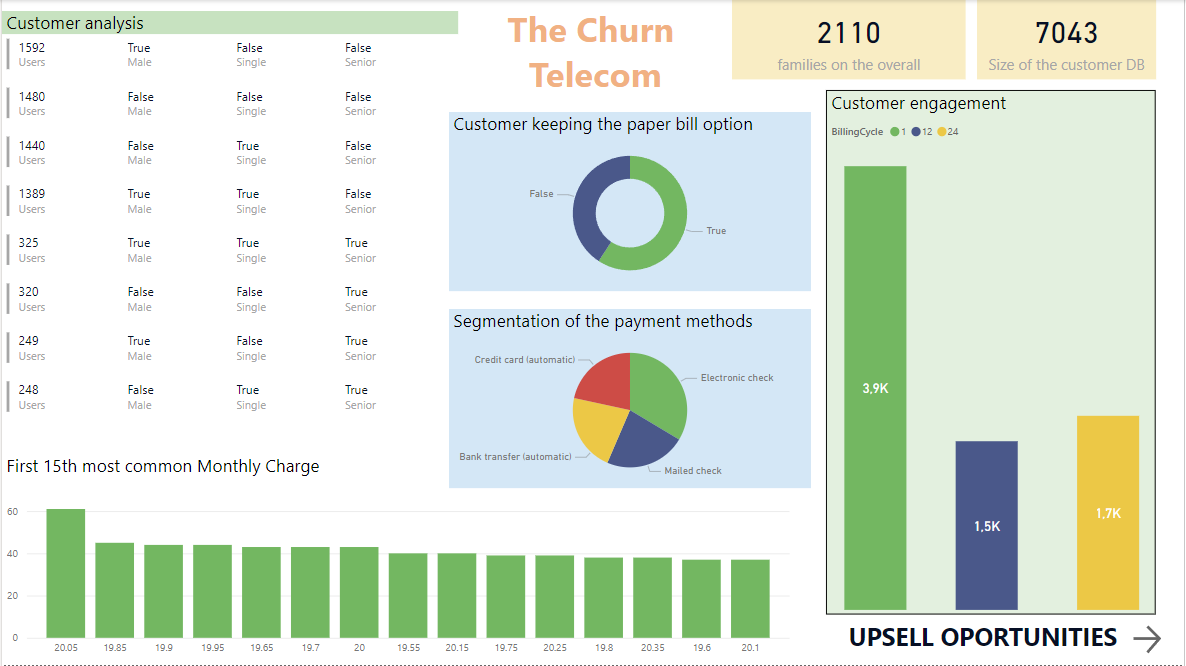 Customer analysis
1592 True False False
Users Male Single Senior
1480 False False False
Users Male Single Senior
1440 False True False
Users Male Single Senior
1389 True True False
Users Male Single Senior
325 True True True
Users Male Single Senior
320 False False True
Users Male Single Senior
249 True False True
Users Male Single Senior
248 False True True
Users Male Single Senior
The Churn
Telecom
2110
families on the overall
7043
Size of the customer DB
Customer keeping the paper bill option
False
True
Segmentation of the payment methods
Credit card (automatic)
Electronic check
Bank transfer (automatic)
Mailed check
Customer engagement
BillingCycle 1 12 24
3,9K
1,5K
1,7K
First 15th most common Monthly Charge
60
40
20
0
20.05 19.85 19.9 19.95 19.65 19.7 20 19.55 20.15 19.75 20.25 19.8 20.35 19.6 20.1
UPSELL OPORTUNITIES